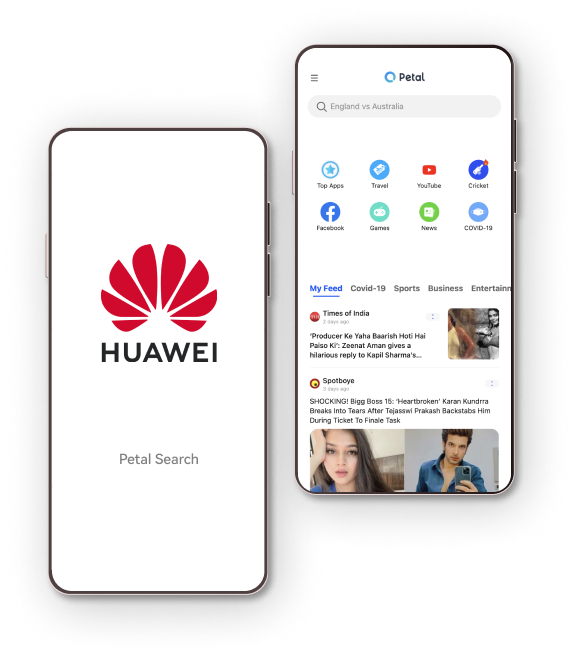 HUAWEI
Petal Search
Petal
England vs Australia
Top Apps
Travel
YouTube
Cricket
Facebook
Games
News
COVID-19
My Feed
Covid-19
Sports
Business
Entertainn
Times of India
2 days ago
'Producer Ke Yaha Baarish Hoti Hai
Paiso Ki': Zeenat Aman gives a
hilarious reply to Kapil Sharma's...
Spotboye
3 days ago
SHOCKING! Bigg Boss 15: 'Heartbroken' Karan Kundrra
Breaks Into Tears After Tejasswi Prakash Backstabs Him
During Ticket To Finale Task